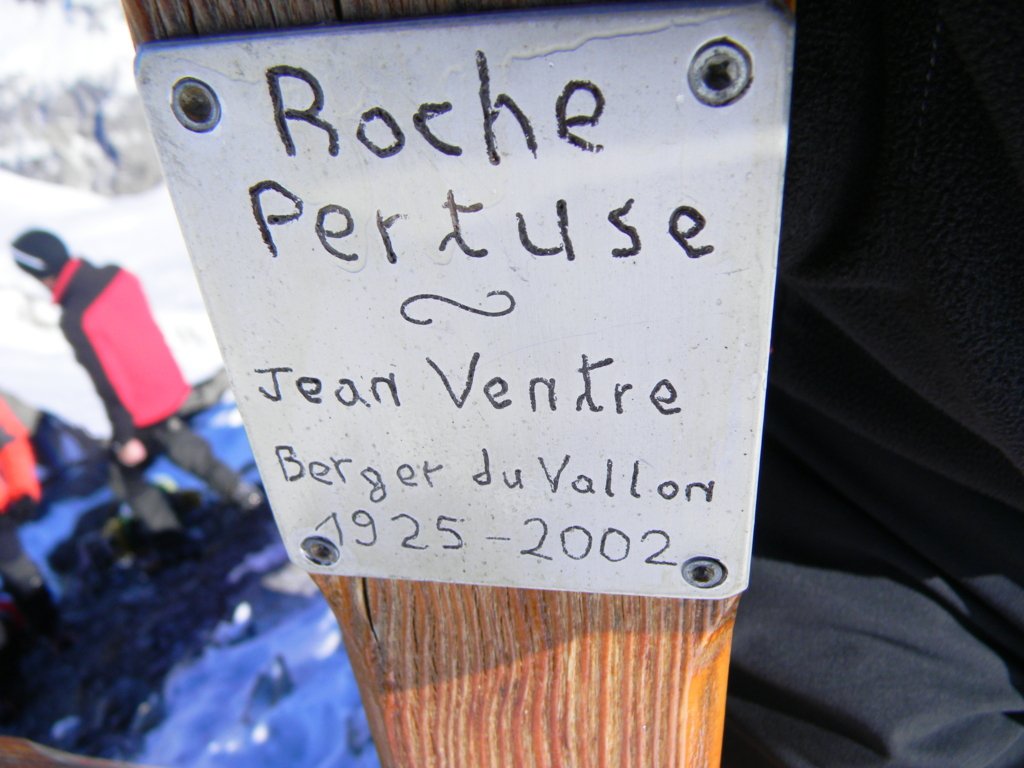 Roche
Pertuse
Jean Ventre
Berger du Vallon
1925-2002